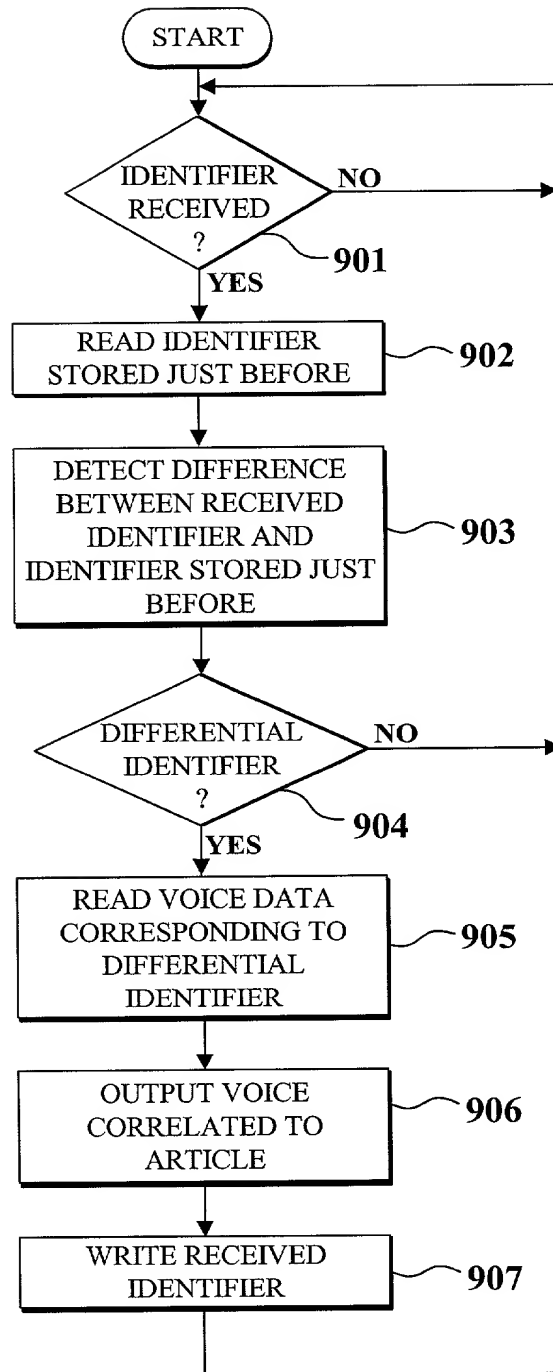 START
IDENTIFIER
RECEIVED
?
NO
901
YES
READ IDENTIFIER
STORED JUST BEFORE
902
DETECT DIFFERENCE
BETWEEN RECEIVED
IDENTIFIER AND
IDENTIFIER STORED JUST
BEFORE
903
DIFFERENTIAL
IDENTIFIER
?
NO
904
YES
READ VOICE DATA
CORRESPONDING TO
DIFFERENTIAL
IDENTIFIER
905
OUTPUT VOICE
CORRELATED TO
ARTICLE
906
WRITE RECEIVED
IDENTIFIER
907